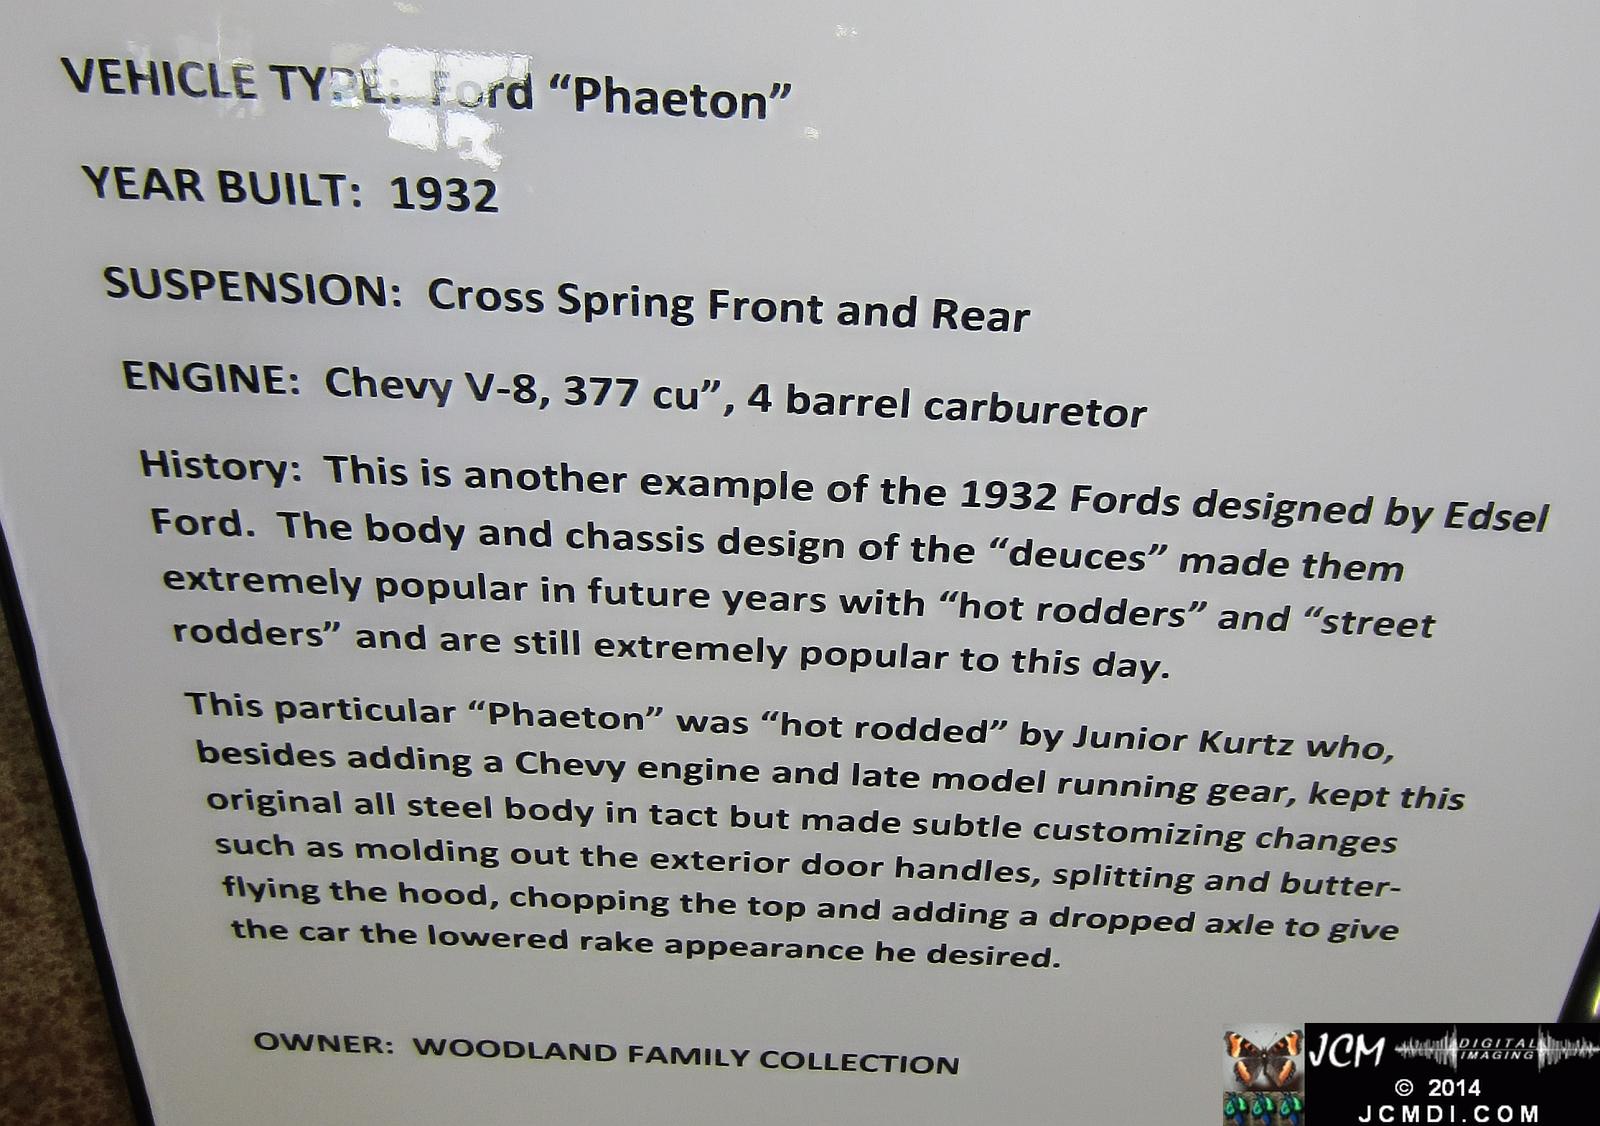 VEHICLE TYPE: Ford “Phaeton”
YEAR BUILT: 1932
SUSPENSION: Cross Spring Front and Rear
ENGINE: Chevy V-8, 377 cu”, 4 barrel carburetor
History: This is another example of the 1932 Fords designed by Edsel
Ford. The body and chassis design of the “deuces” made them
extremely popular in future years with “hot rodders” and “street
rodders” and are still extremely popular to this day.
This particular “Phaeton” was “hot rodded” by Junior Kurtz who,
besides adding a Chevy engine and late model running gear, kept this
original all steel body in tact but made subtle customizing changes
such as molding out the exterior door handles, splitting and butter-
flying the hood, chopping the top and adding a dropped axle to give
the car the lowered rake appearance he desired.
OWNER: WOODLAND FAMILY COLLECTION
JCM DIGITAL
IMAGING
© 2014
JCMDI.COM